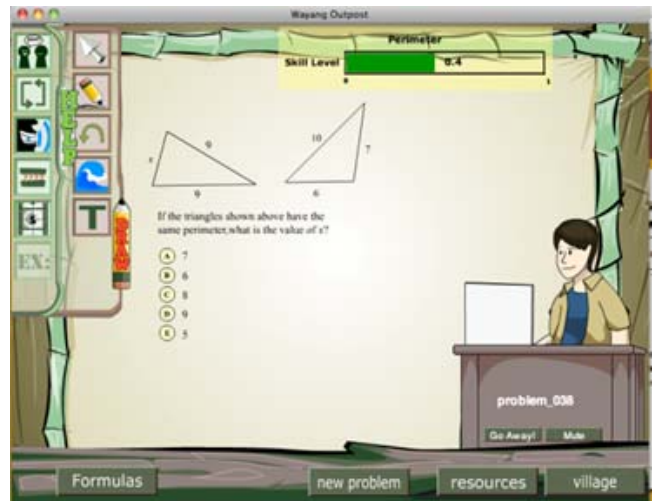 Wayang Outpost
Perimeter
Skill Level 0.4
0 1
Help
EX:
T
DRAW
x 9 9
10 7 6
If the triangles shown above have the
same perimeter,what is the value of x?
A 7
B 6
C 8
D 9
E 5
problem_038
Go Away! Mute
Formulas new problem resources village